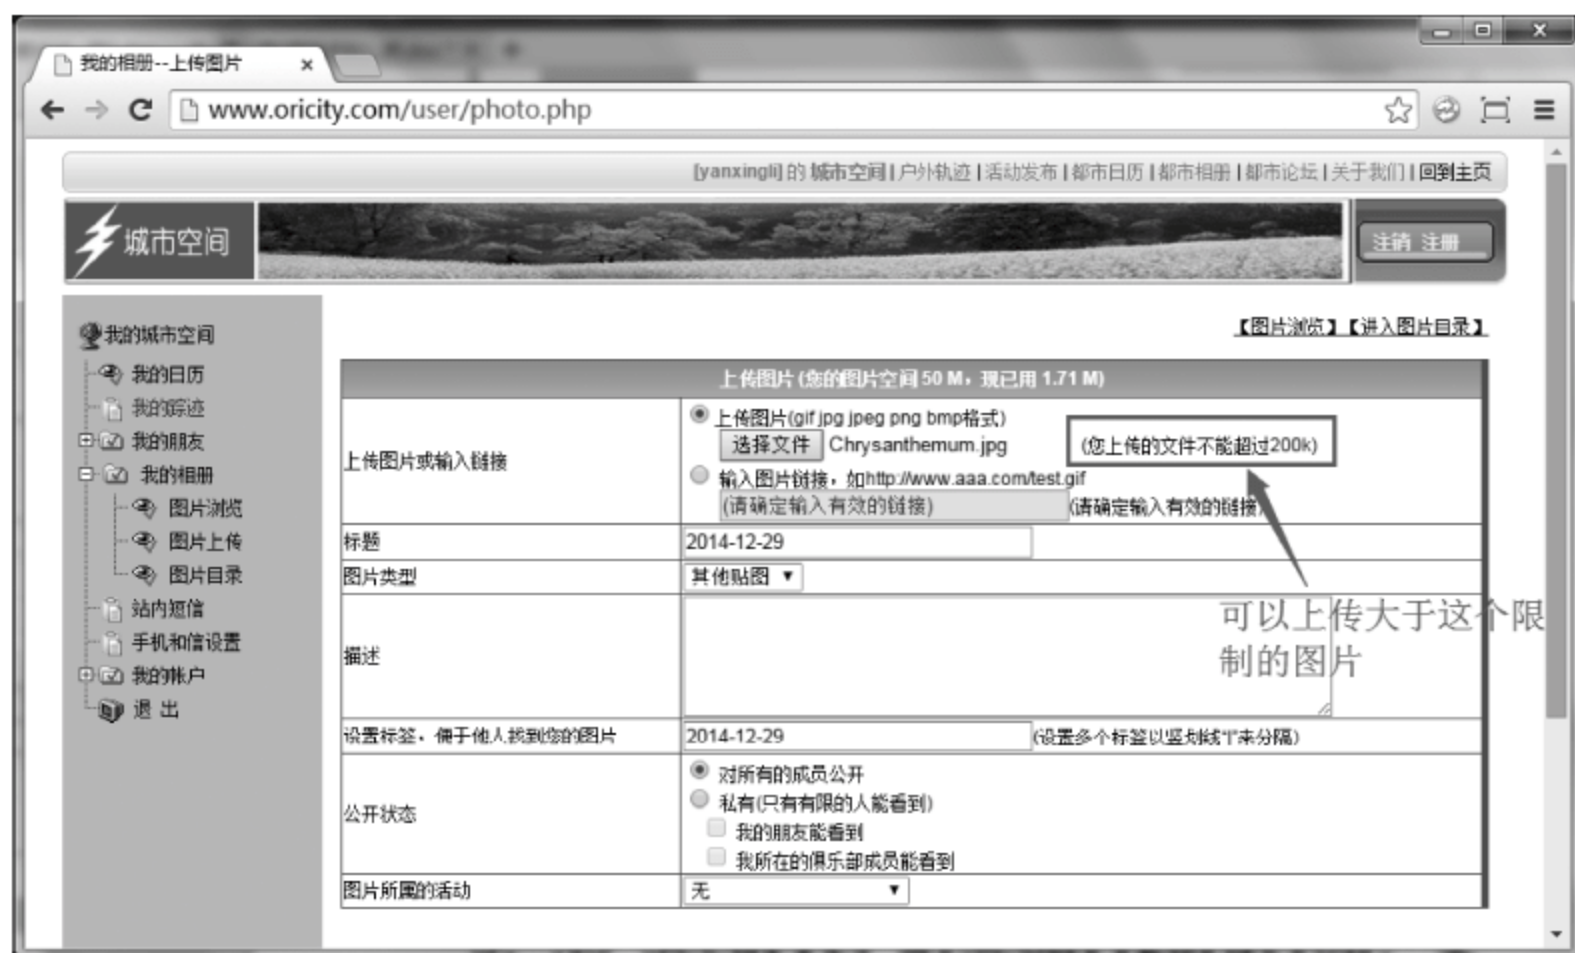 我的相册--上传图片
www.oricity.com/user/photo.php
[yanxingli] 的 城市空间 | 户外轨迹 | 活动发布 | 都市日历 | 都市相册 | 都市论坛 | 关于我们 | 回到主页
城市空间
注销 注册
我的城市空间
我的日历
我的踪迹
我的朋友
我的相册
图片浏览
图片上传
图片目录
站内短信
手机和信设置
我的帐户
退 出
【图片浏览】【进入图片目录】
上传图片 (您的图片空间 50 M，现已用 1.71 M)
上传图片或输入链接
上传图片(gif jpg jpeg png bmp格式)
选择文件 Chrysanthemum.jpg (您上传的文件不能超过200k)
输入图片链接，如http://www.aaa.com/test.gif
(请确定输入有效的链接) (请确定输入有效的链接)
标题 2014-12-29
图片类型 其他贴图
描述
可以上传大于这个限
制的图片
设置标签，便于他人找到您的图片 2014-12-29 (设置多个标签以竖划线"|"来分隔)
公开状态
对所有的成员公开
私有(只有有限的人能看到)
我的朋友能看到
我所在的俱乐部成员能看到
图片所属的活动 无